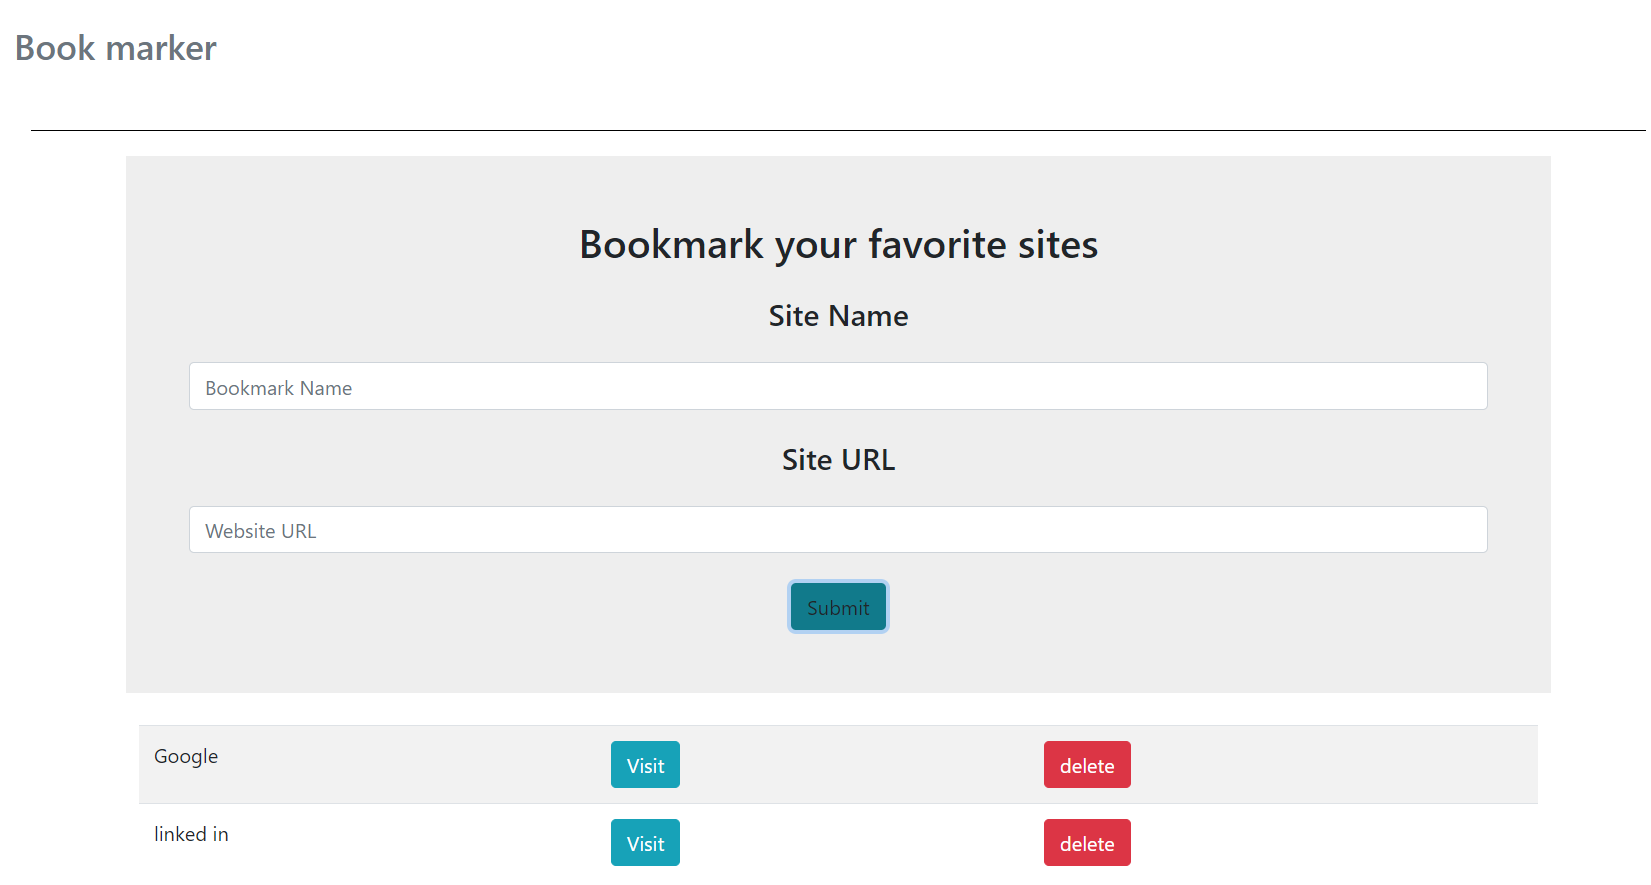 Book marker
Bookmark your favorite sites
Site Name
Bookmark Name
Site URL
Website URL
Submit
Google Visit delete
linked in Visit delete